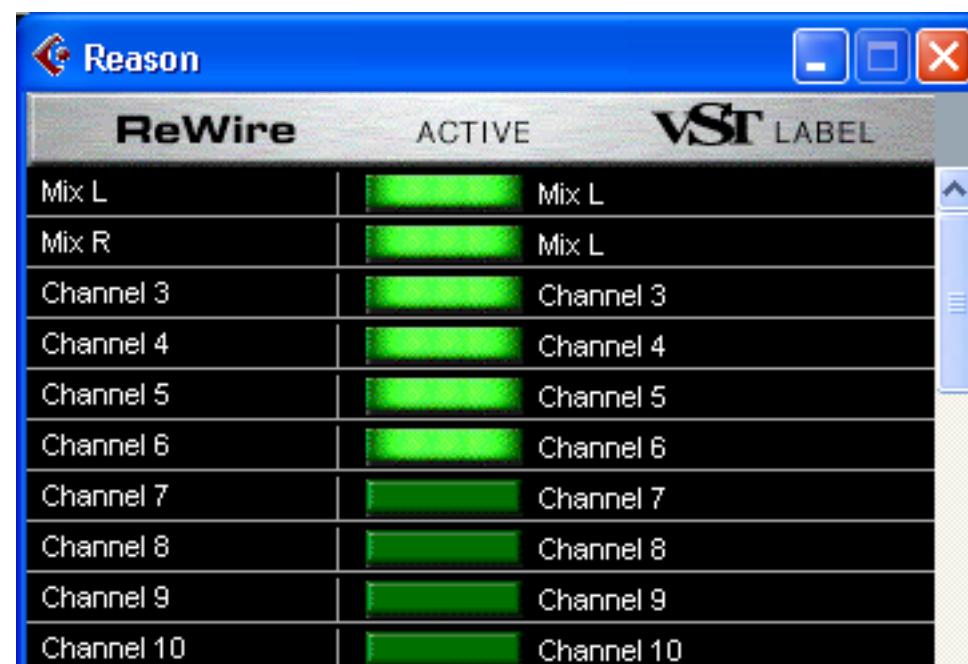 Reason
ReWire ACTIVE VST LABEL
Mix L Mix L
Mix R Mix L
Channel 3 Channel 3
Channel 4 Channel 4
Channel 5 Channel 5
Channel 6 Channel 6
Channel 7 Channel 7
Channel 8 Channel 8
Channel 9 Channel 9
Channel 10 Channel 10